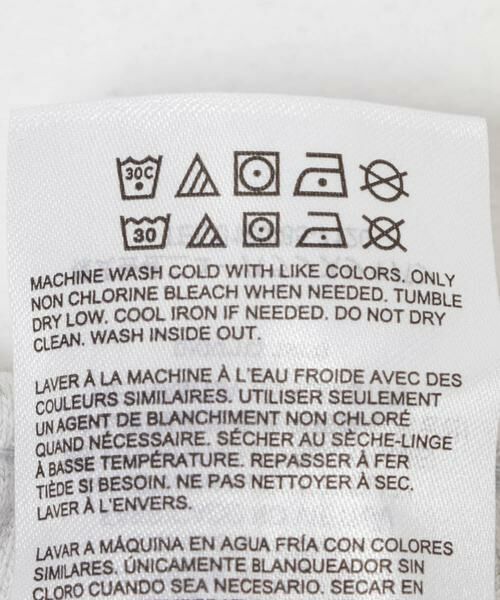 30C
30
MACHINE WASH COLD WITH LIKE COLORS. ONLY
NON CHLORINE BLEACH WHEN NEEDED. TUMBLE
DRY LOW. COOL IRON IF NEEDED. DO NOT DRY
CLEAN. WASH INSIDE OUT.
LAVER À LA MACHINE À L'EAU FROIDE AVEC DES
COULEURS SIMILAIRES. UTILISER SEULEMENT
UN AGENT DE BLANCHIMENT NON CHLORÉ
QUAND NÉCESSAIRE. SÉCHER AU SÈCHE-LINGE
À BASSE TEMPÉRATURE. REPASSER À FER
TIÈDE SI BESOIN. NE PAS NETTOYER À SEC.
LAVER À L'ENVERS.
LAVAR A MÁQUINA EN AGUA FRÍA CON COLORES
SIMILARES. ÚNICAMENTE BLANQUEADOR SIN
CLORO CUANDO SEA NECESARIO. SECAR EN